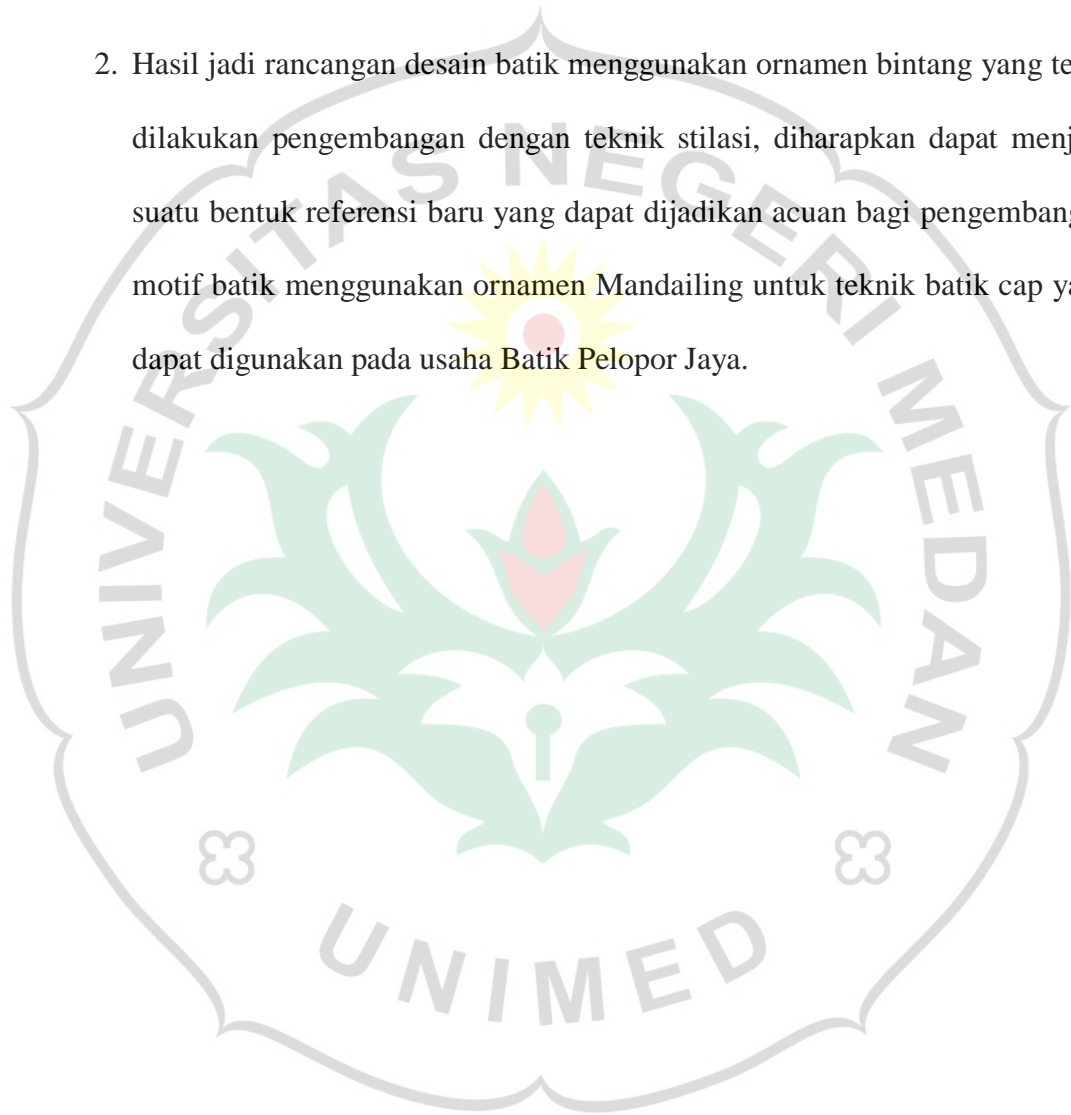 2. Hasil jadi rancangan desain batik menggunakan ornamen bintang yang te
dilakukan pengembangan dengan teknik stilasi, diharapkan dapat menj
suatu bentuk referensi baru yang dapat dijadikan acuan bagi pengembang
motif batik menggunakan ornamen Mandailing untuk teknik batik cap ya
dapat digunakan pada usaha Batik Pelopor Jaya.
UNIVERSITAS NEGERI MEDAN
UNIMED